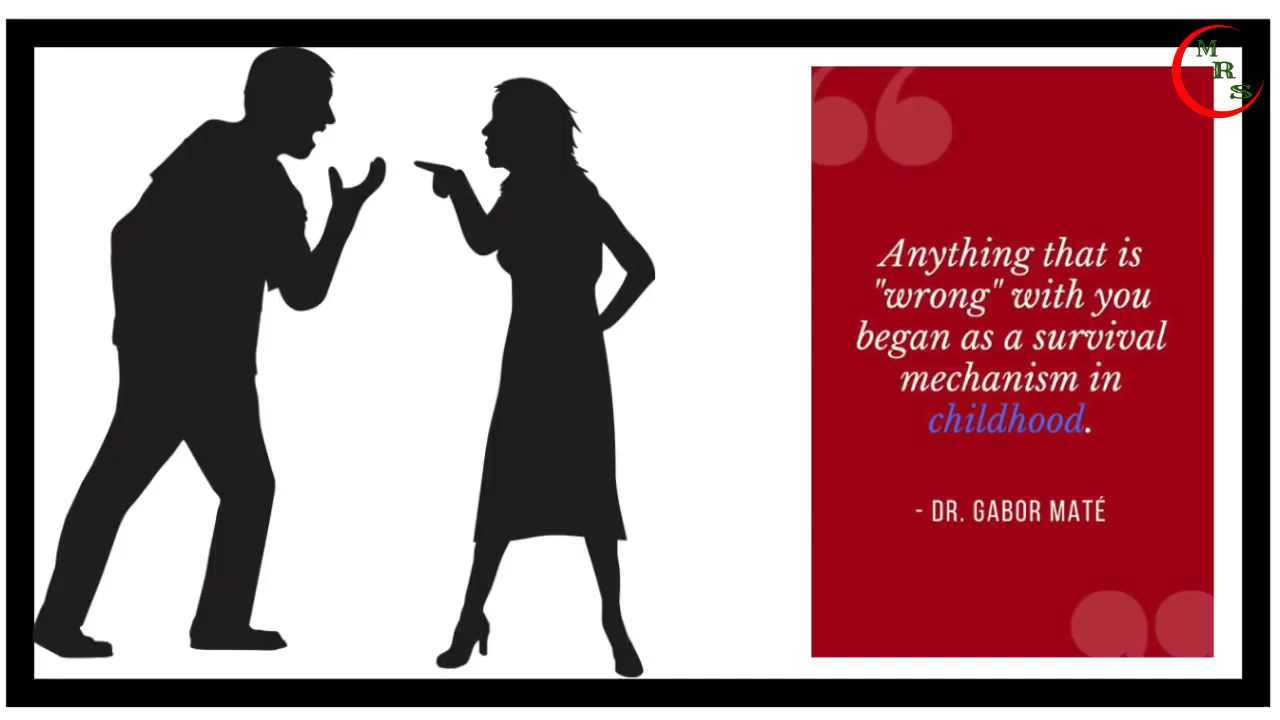 M
R
S
Anything that is
"wrong" with you
began as a survival
mechanism in
childhood.
- DR. GABOR MATÉ